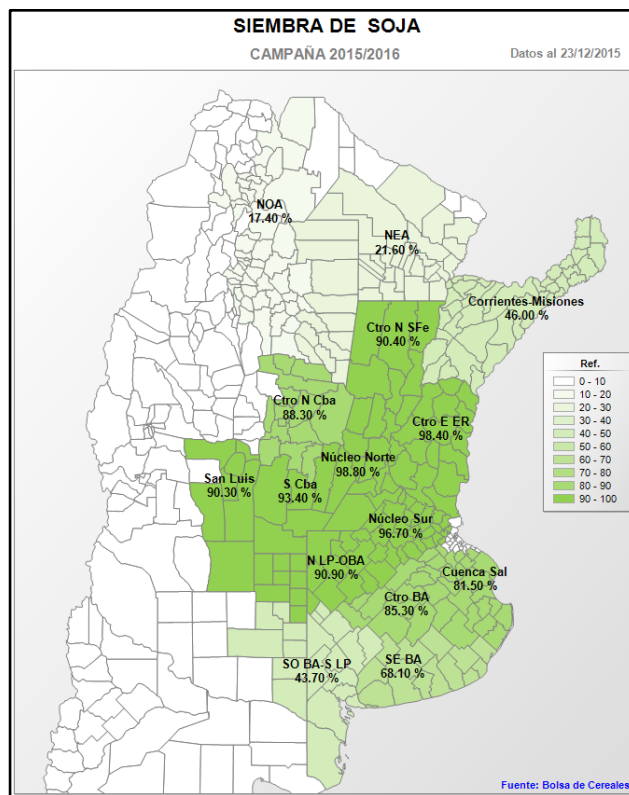 SIEMBRA DE SOJA
CAMPAÑA 2015/2016
Datos al 23/12/2015
NOA
17.40 %
NEA
21.60 %
Corrientes-Misiones
46.00 %
Ctro N SFe
90.40 %
Ctro N Cba
88.30 %
Ctro E ER
98.40 %
Núcleo Norte
98.80 %
San Luis
90.30 %
S Cba
93.40 %
Núcleo Sur
96.70 %
N LP-OBA
90.90 %
Cuenca Sal
81.50 %
Ctro BA
85.30 %
SO BA-S LP
43.70 %
SE BA
68.10 %
Ref.
0 - 10
10 - 20
20 - 30
30 - 40
40 - 50
50 - 60
60 - 70
70 - 80
80 - 90
90 - 100
Fuente: Bolsa de Cereales